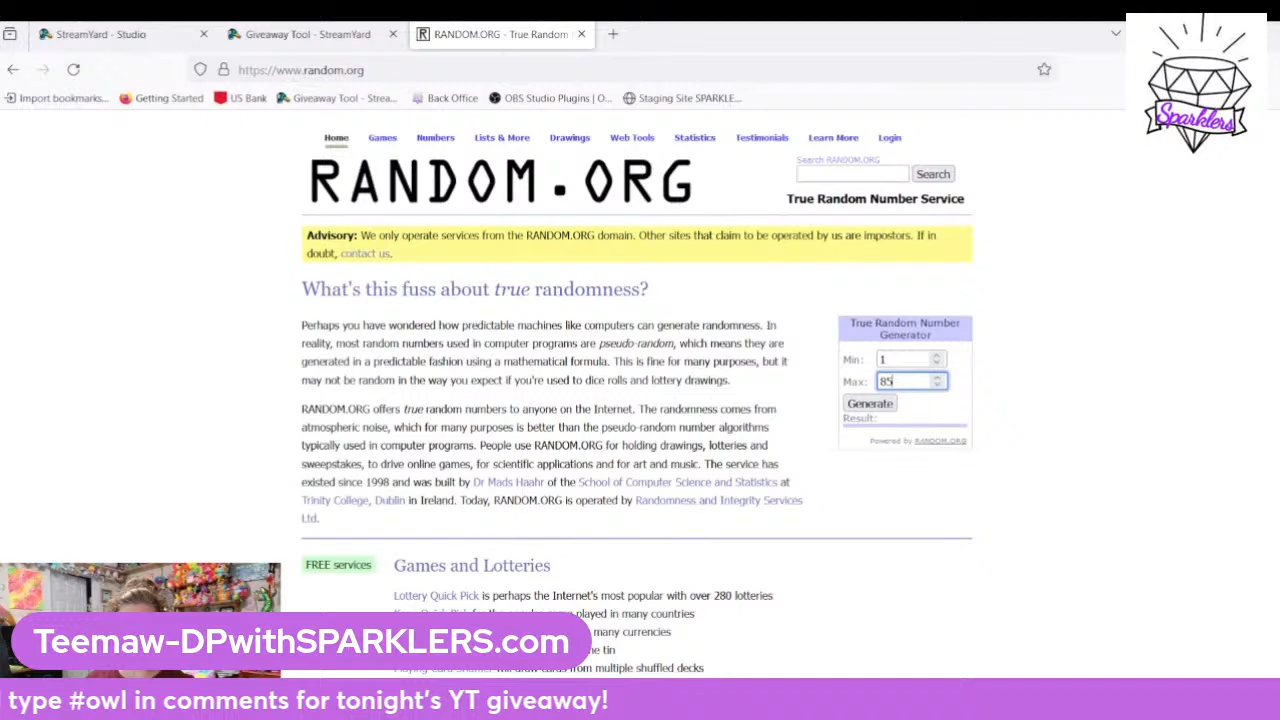 StreamYard - Studio
Giveaway Tool - StreamYard
RANDOM.ORG - True Random
https://www.random.org
Import bookmarks...
Getting Started
US Bank
Giveaway Tool - Strea...
Back Office
OBS Studio Plugins | O...
Staging Site SPARKLE...
Sparklers
Home Games Numbers Lists & More Drawings Web Tools Statistics Testimonials Learn More Login
RANDOM.ORG
Search RANDOM.ORG
Search
True Random Number Service
Advisory: We only operate services from the RANDOM.ORG domain. Other sites that claim to be operated by us are impostors. If in
doubt, contact us.
What's this fuss about true randomness?
Perhaps you have wondered how predictable machines like computers can generate randomness. In
reality, most random numbers used in computer programs are pseudo-random, which means they are
generated in a predictable fashion using a mathematical formula. This is fine for many purposes, but it
may not be random in the way you expect if you're used to dice rolls and lottery drawings.
RANDOM.ORG offers true random numbers to anyone on the Internet. The randomness comes from
atmospheric noise, which for many purposes is better than the pseudo-random number algorithms
typically used in computer programs. People use RANDOM.ORG for holding drawings, lotteries and
sweepstakes, to drive online games, for scientific applications and for art and music. The service has
existed since 1998 and was built by Dr Mads Haahr of the School of Computer Science and Statistics at
Trinity College, Dublin in Ireland. Today, RANDOM.ORG is operated by Randomness and Integrity Services
Ltd.
True Random Number
Generator
Min: 1
Max: 85
Generate
Result:
Powered by RANDOM.ORG
FREE services
Games and Lotteries
Lottery Quick Pick is perhaps the Internet's most popular with over 280 lotteries
played in many countries
many currencies
the tin
will draw cards from multiple shuffled decks
Teemaw-DPwithSPARKLERS.com
type #owl in comments for tonight's YT giveaway!